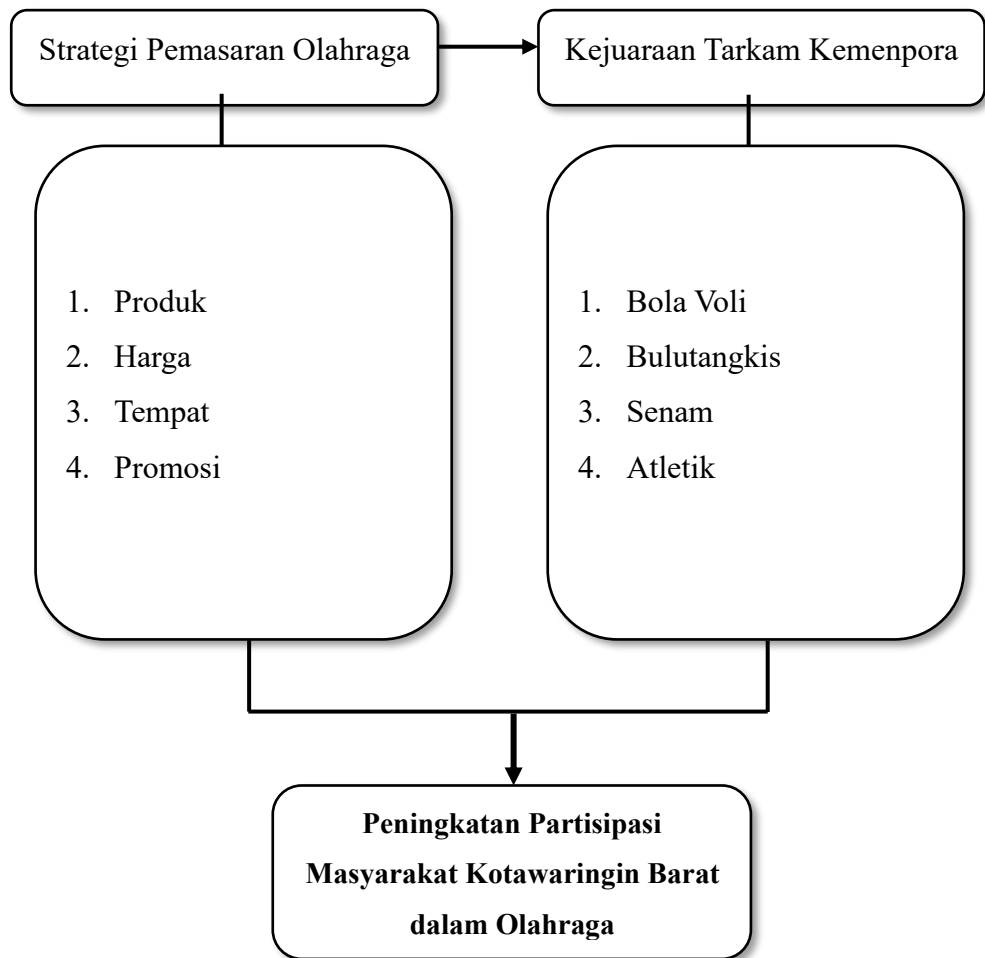 Strategi Pemasaran Olahraga
Kejuaraan Tarkam Kemenpora
1. Produk
2. Harga
3. Tempat
4. Promosi
1. Bola Voli
2. Bulutangkis
3. Senam
4. Atletik
Peningkatan Partisipasi
Masyarakat Kotawaringin Barat
dalam Olahraga